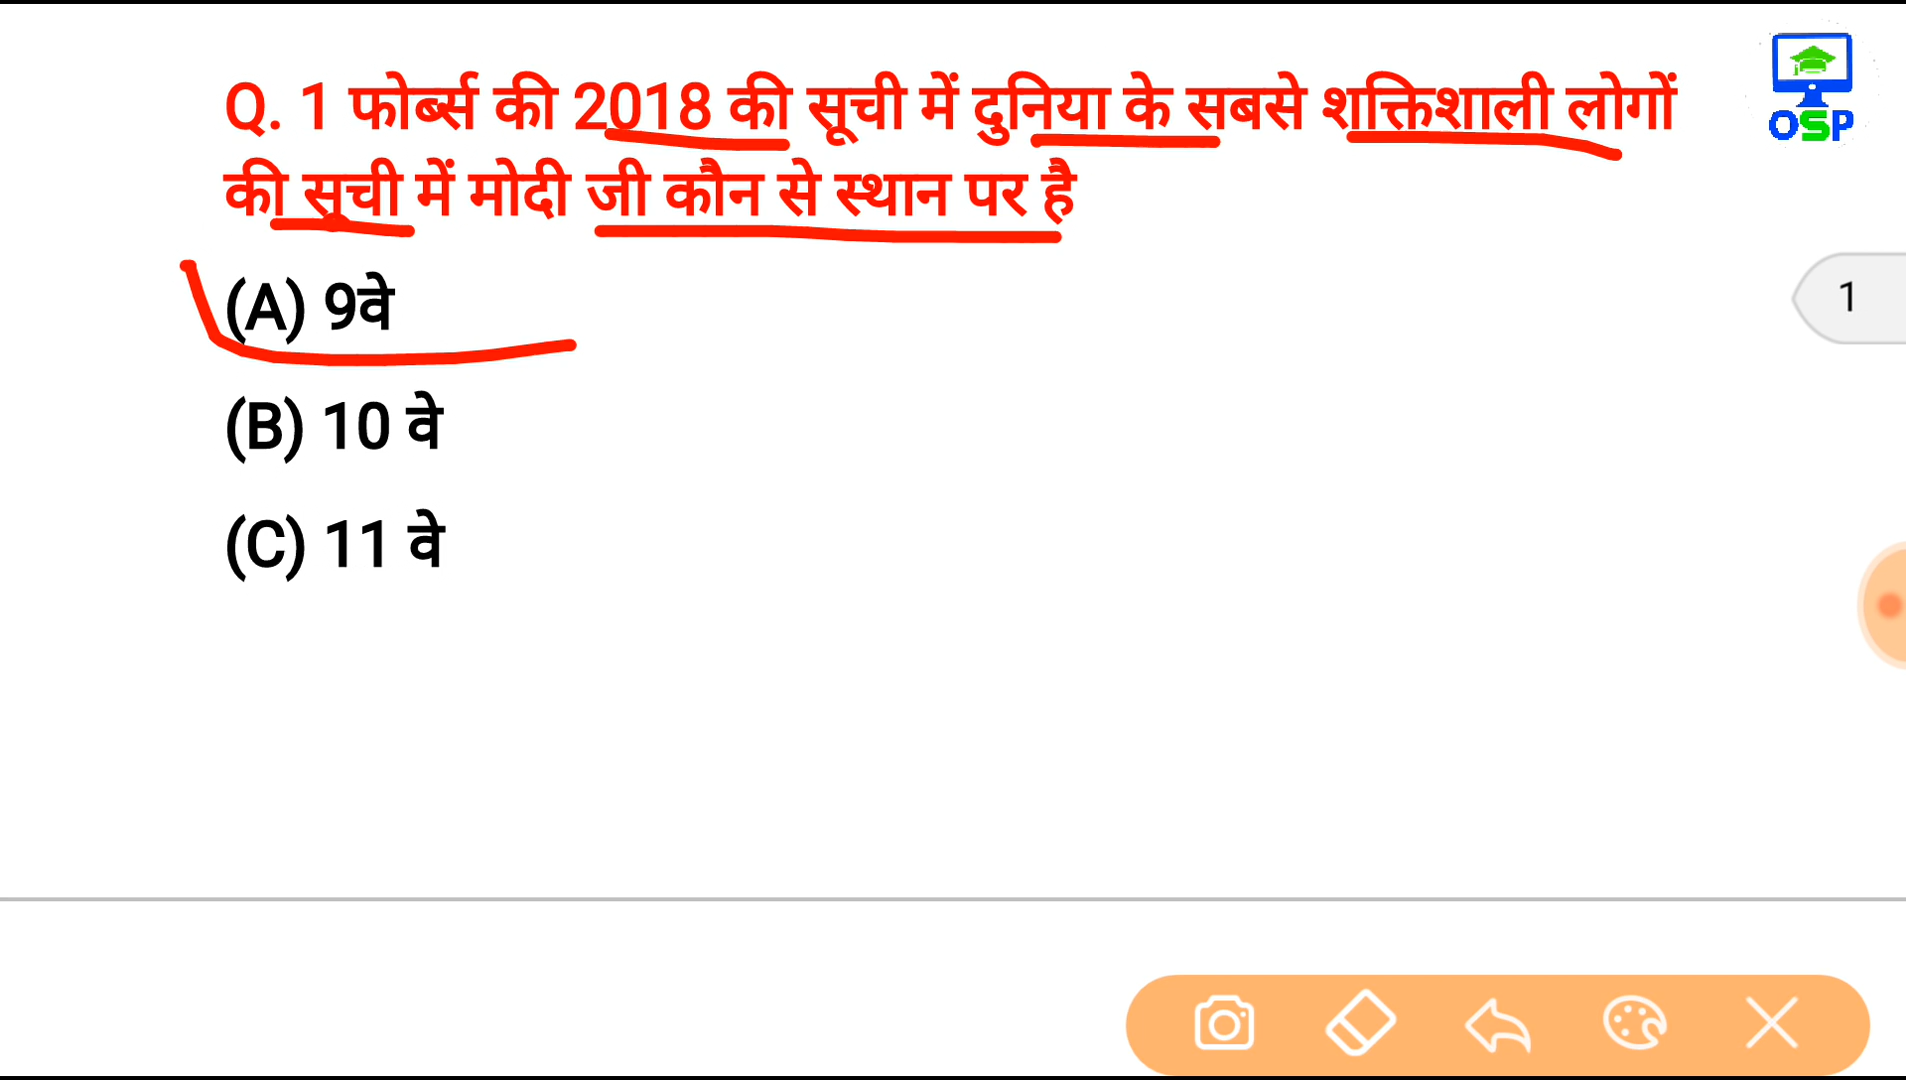 Q. 1 फोर्ब्स की 2018 की सूची में दुनिया के सबसे शक्तिशाली लोगों
की सूची में मोदी जी कौन से स्थान पर है
(A) 9वे
(B) 10 वे
(C) 11 वे
OSP
1